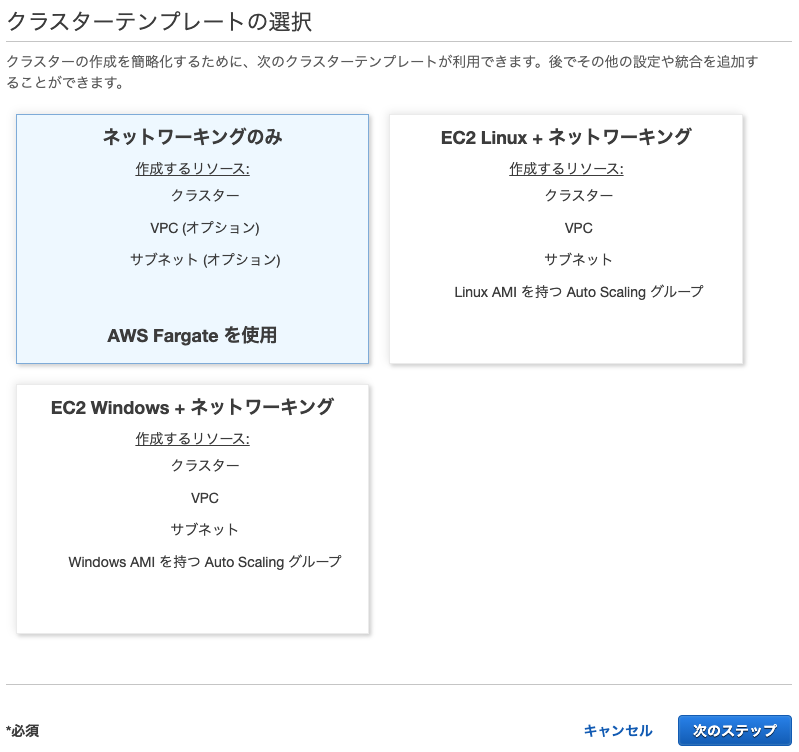 クラスターテンプレートの選択
クラスターの作成を簡略化するために、次のクラスターテンプレートが利用できます。後でその他の設定や統合を追加す
ることができます。
ネットワーキングのみ
作成するリソース:
クラスター
VPC (オプション)
サブネット (オプション)
AWS Fargate を使用
EC2 Linux + ネットワーキング
作成するリソース:
クラスター
VPC
サブネット
Linux AMI を持つ Auto Scaling グループ
EC2 Windows + ネットワーキング
作成するリソース:
クラスター
VPC
サブネット
Windows AMI を持つ Auto Scaling グループ
*必須
キャンセル
次のステップ